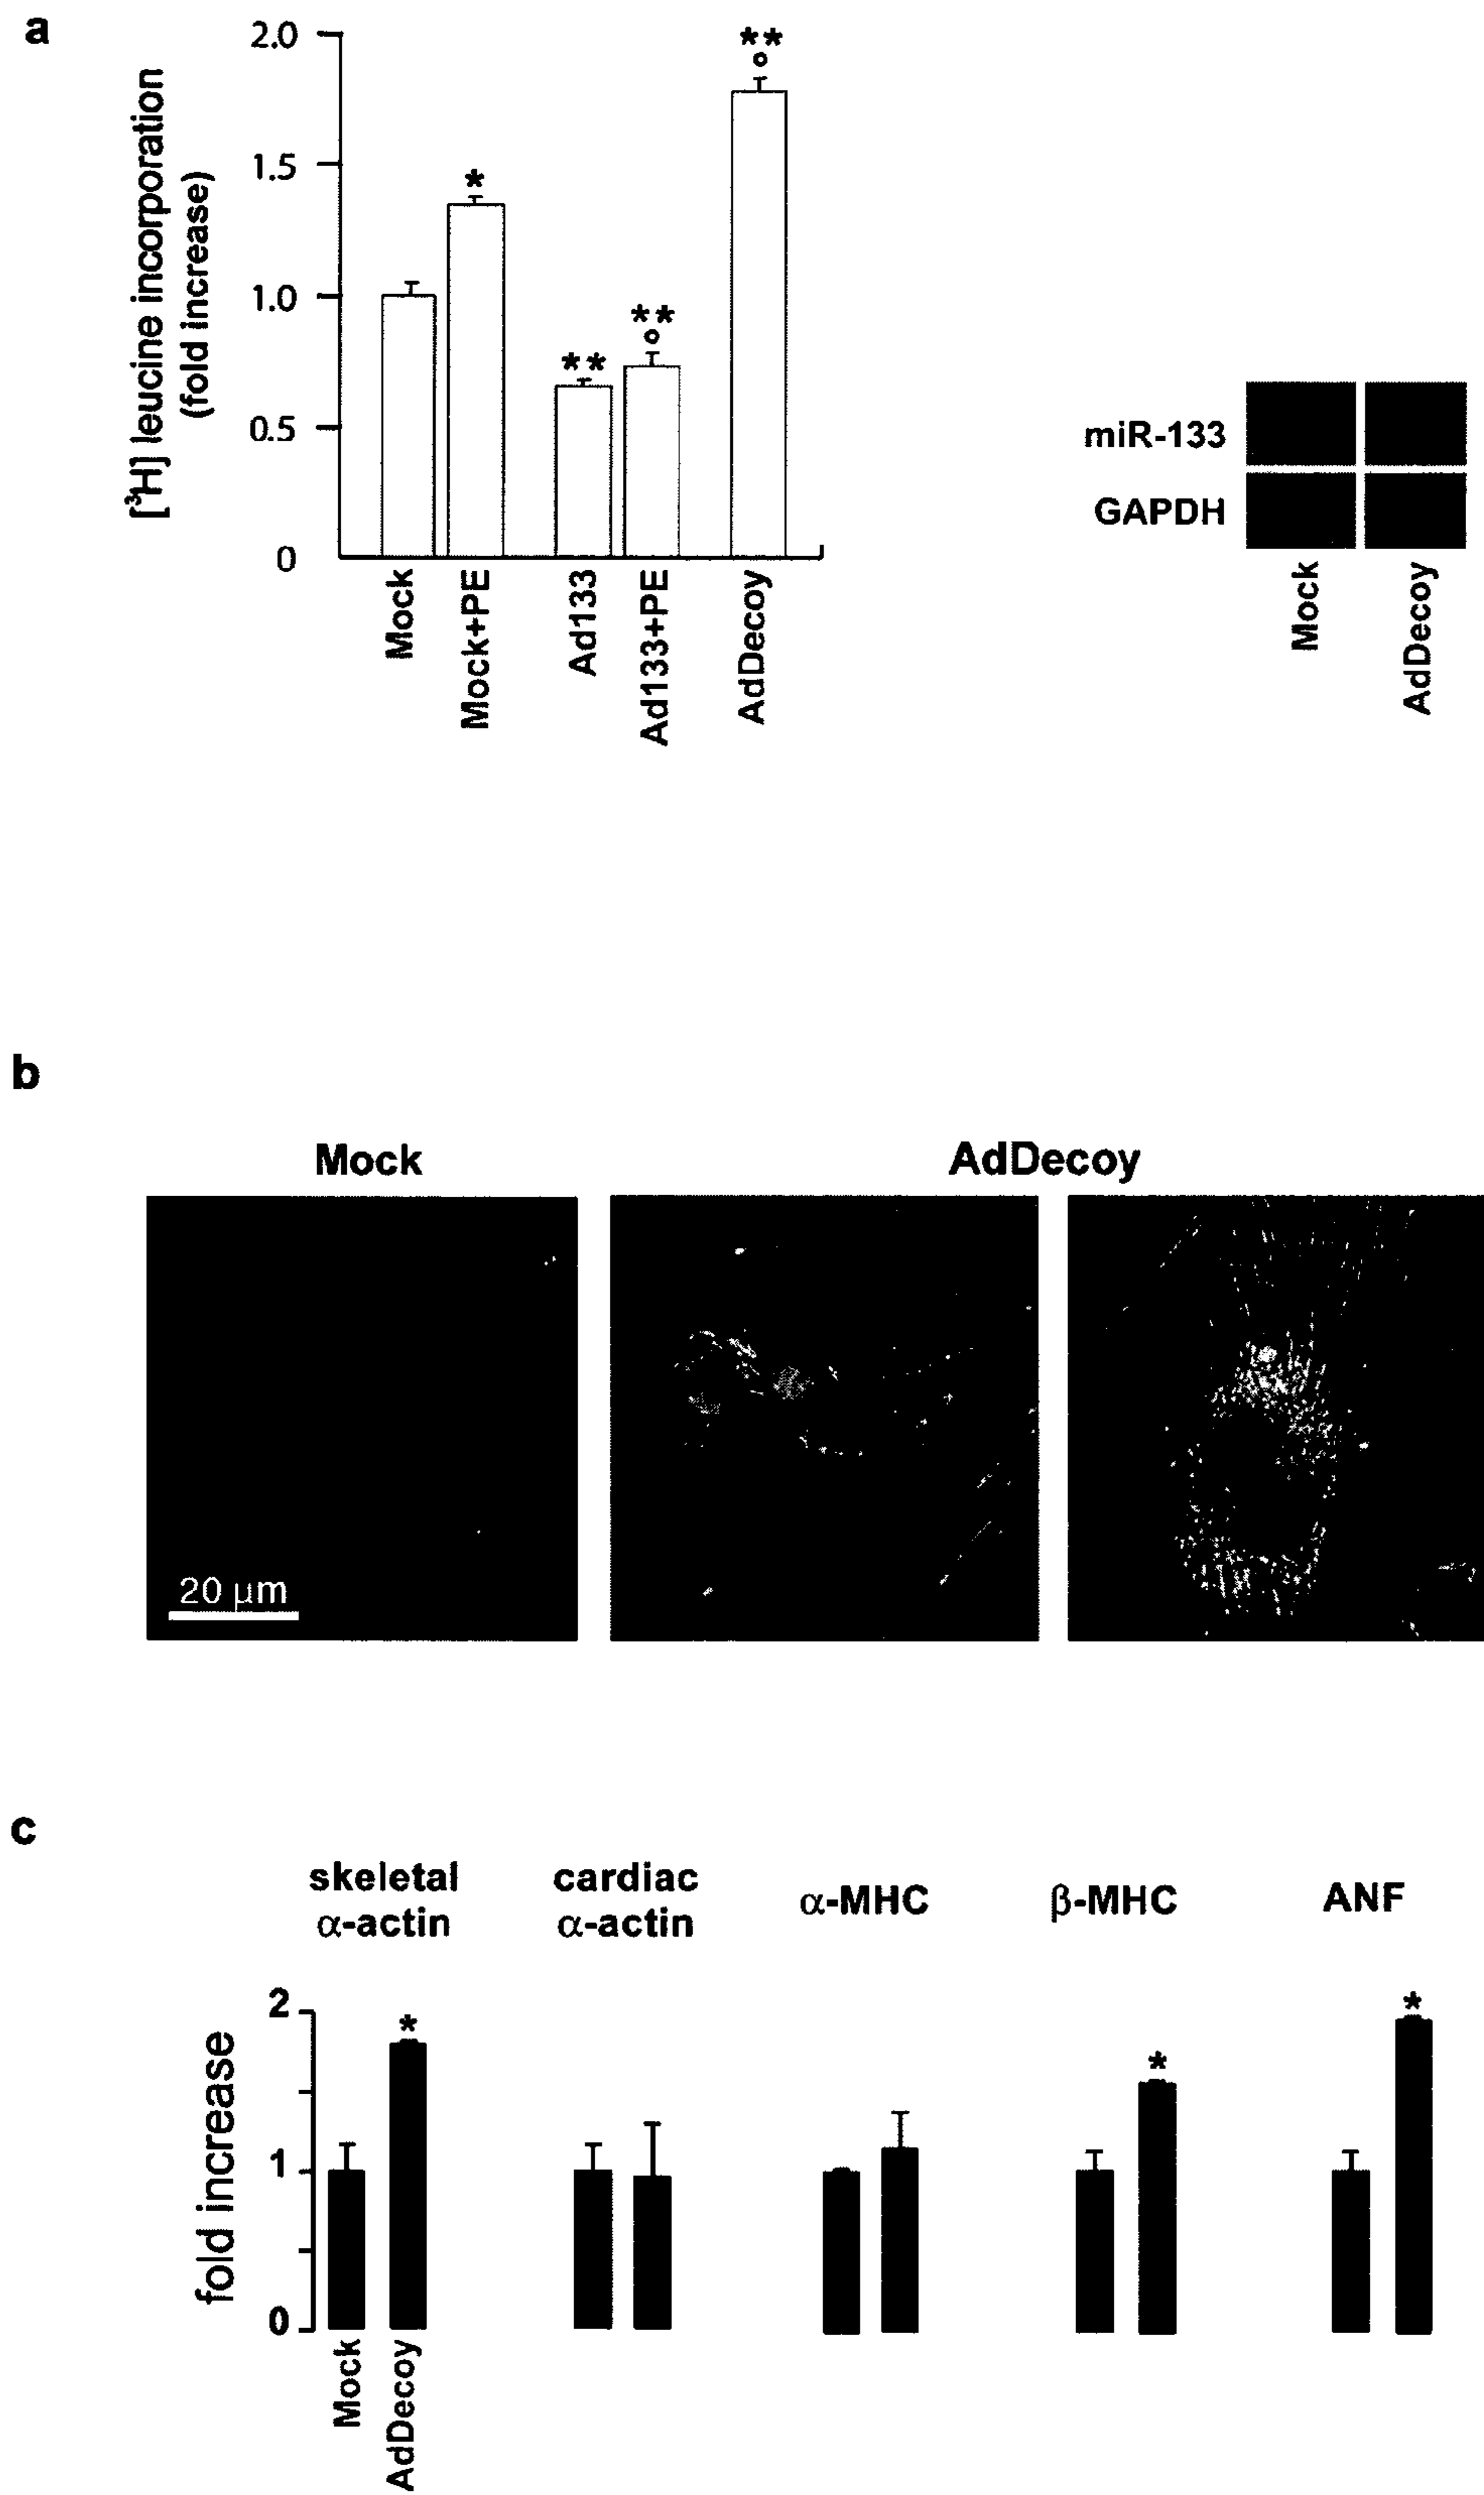 a
[³H] leucine incorporation
(fold increase)
2.0
1.5
1.0
0.5
0
*
**
**
°
**
°
Mock
Mock+PE
Ad133
Ad133+PE
AdDecoy
miR-133
GAPDH
Mock
AdDecoy
b
Mock
AdDecoy
20 μm
c
skeletal
α-actin
cardiac
α-actin
α-MHC
β-MHC
ANF
fold increase
2
1
0
*
*
*
Mock
AdDecoy